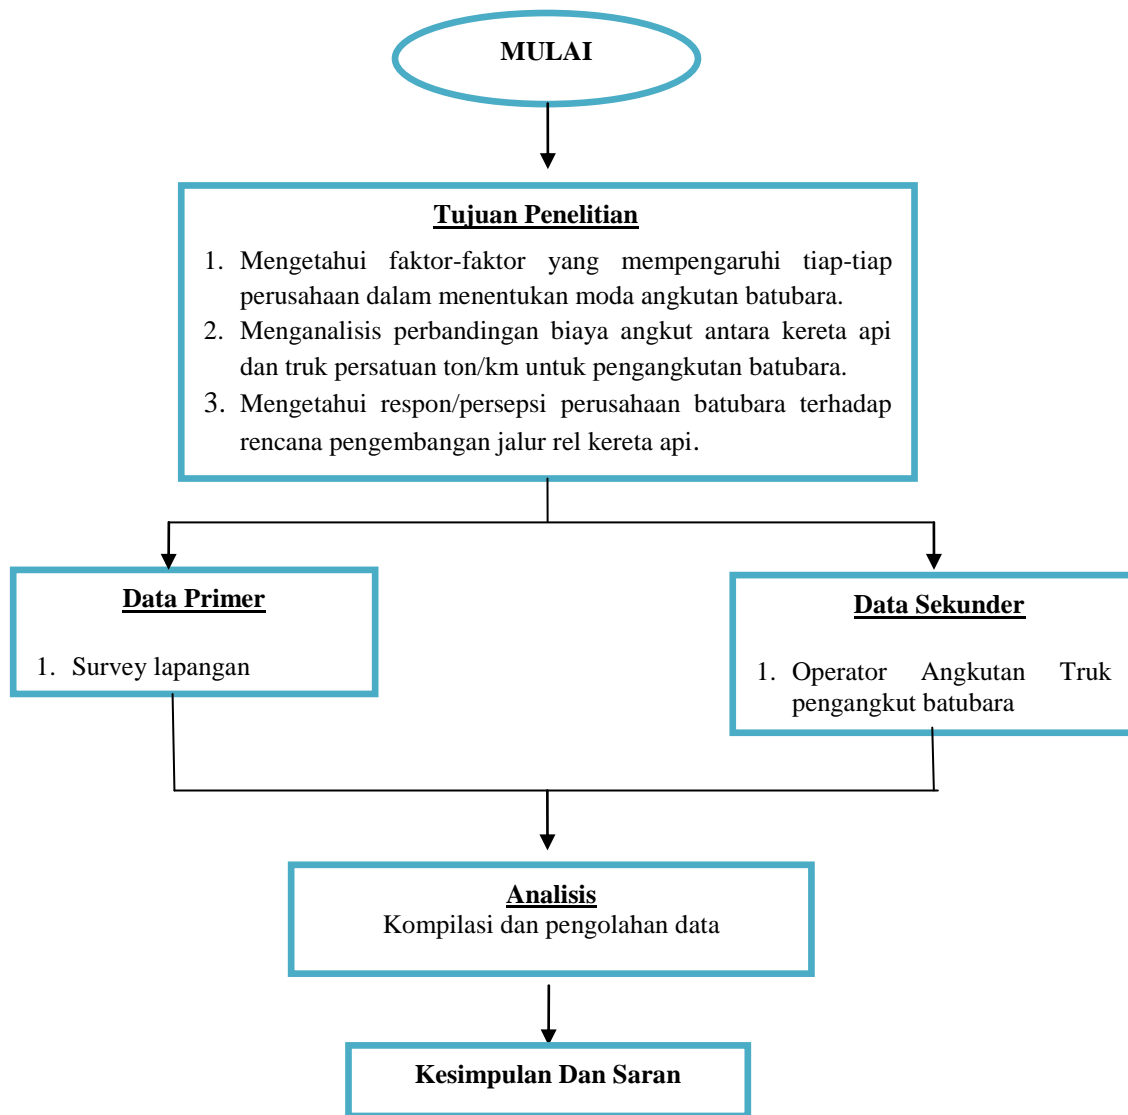 MULAI
Tujuan Penelitian
1. Mengetahui faktor-faktor yang mempengaruhi tiap-tiap
perusahaan dalam menentukan moda angkutan batubara.
2. Menganalisis perbandingan biaya angkut antara kereta api
dan truk persatuan ton/km untuk pengangkutan batubara.
3. Mengetahui respon/persepsi perusahaan batubara terhadap
rencana pengembangan jalur rel kereta api.
Data Primer
1. Survey lapangan
Data Sekunder
1. Operator Angkutan Truk
pengangkut batubara
Analisis
Kompilasi dan pengolahan data
Kesimpulan Dan Saran